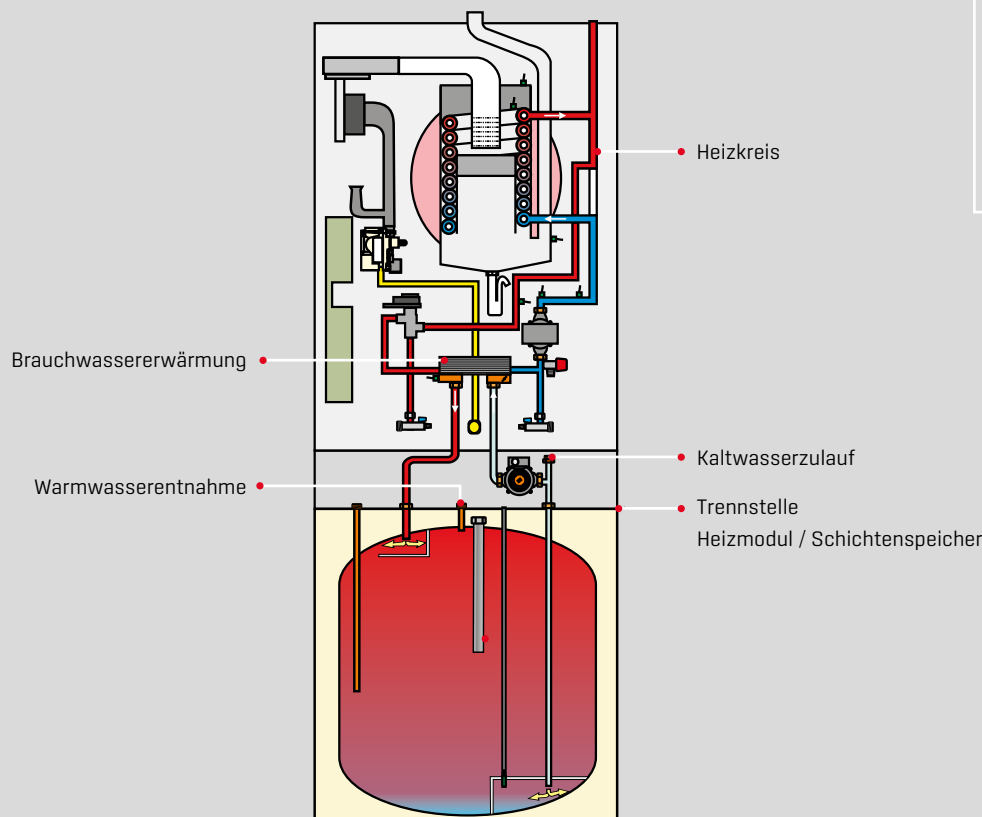 Heizkreis
Brauchwassererwärmung
Kaltwasserzulauf
Warmwasserentnahme
Trennstelle
Heizmodul / Schichtenspeicher